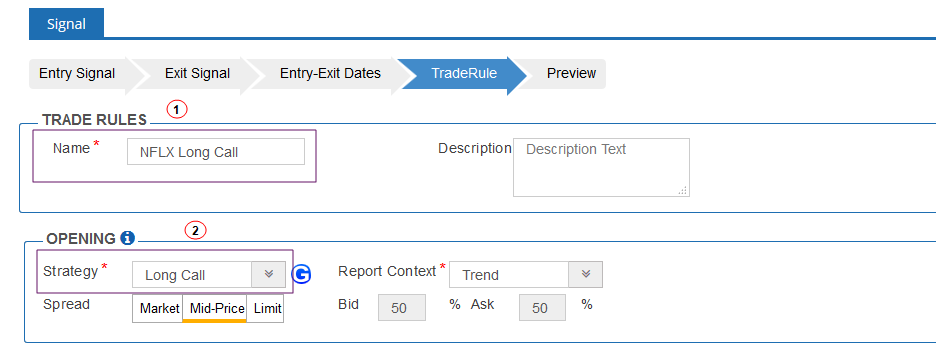 Signal
Entry Signal Exit Signal Entry-Exit Dates TradeRule Preview
1
TRADE RULES
Name * NFLX Long Call Description Description Text
2
OPENING i
Strategy * Long Call G Report Context * Trend
Spread Market Mid-Price Limit Bid 50 % Ask 50 %